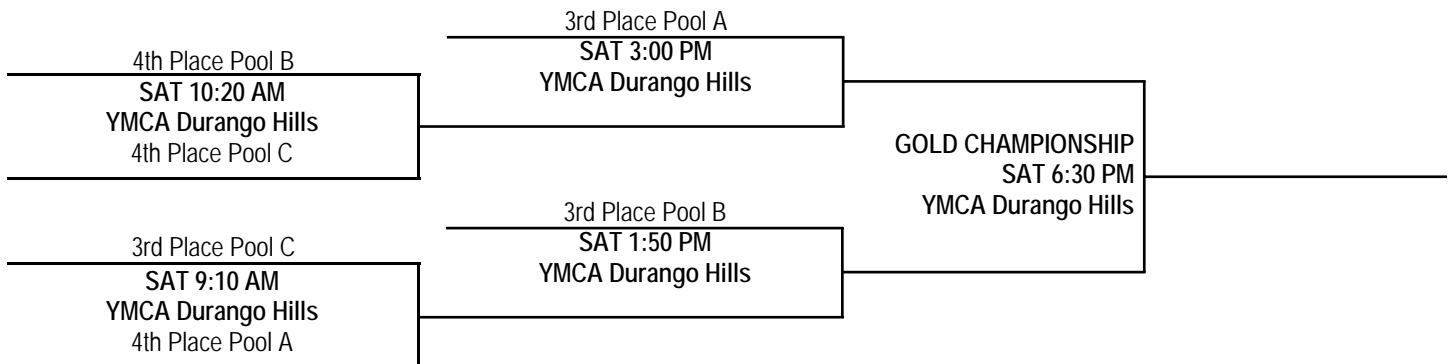 3rd Place Pool A
SAT 3:00 PM
YMCA Durango Hills
4th Place Pool B
SAT 10:20 AM
YMCA Durango Hills
4th Place Pool C
GOLD CHAMPIONSHIP
SAT 6:30 PM
YMCA Durango Hills
3rd Place Pool B
SAT 1:50 PM
YMCA Durango Hills
3rd Place Pool C
SAT 9:10 AM
YMCA Durango Hills
4th Place Pool A